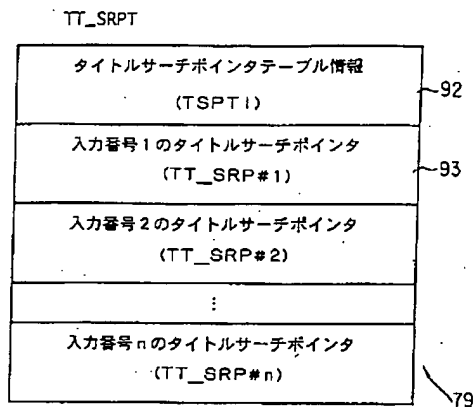 TT_SRPT
タイトルサーチポインタテーブル情報
(TSPTI)
92
入力番号1のタイトルサーチポインタ
(TT_SRP#1)
93
入力番号2のタイトルサーチポインタ
(TT_SRP#2)
⋮
入力番号nのタイトルサーチポインタ
(TT_SRP#n)
79